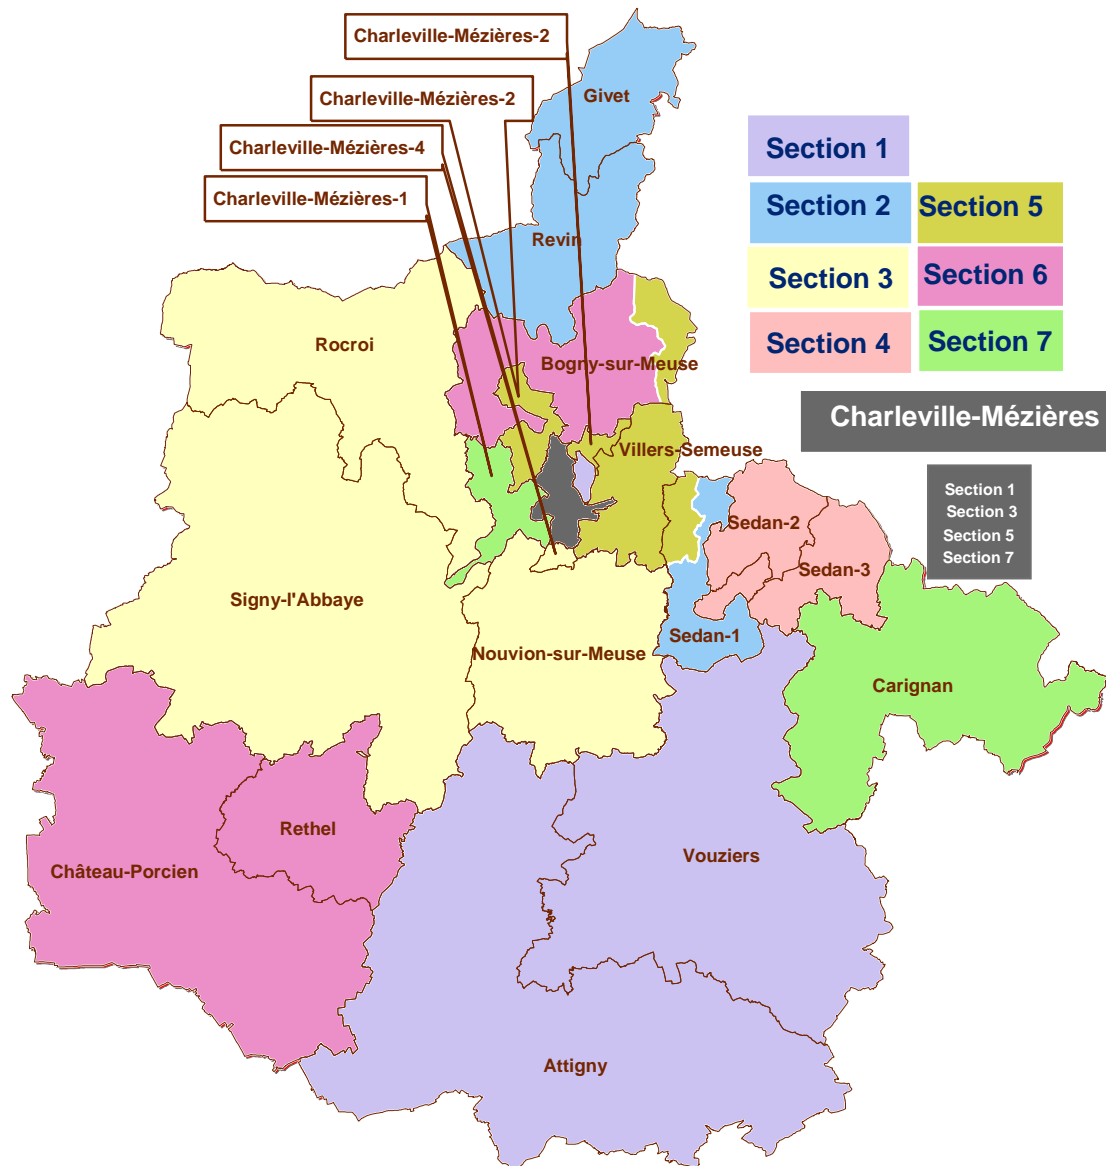 Charleville-Mézières-2
Charleville-Mézières-2
Charleville-Mézières-4
Charleville-Mézières-1
Givet
Revin
Section 1
Section 2
Section 5
Section 3
Section 6
Section 4
Section 7
Charleville-Mézières
Section 1
Section 3
Section 5
Section 7
Rocroi
Bogny-sur-Meuse
Villers-Semeuse
Sedan-2
Sedan-3
Signy-l'Abbaye
Sedan-1
Nouvion-sur-Meuse
Carignan
Rethel
Château-Porcien
Vouziers
Attigny